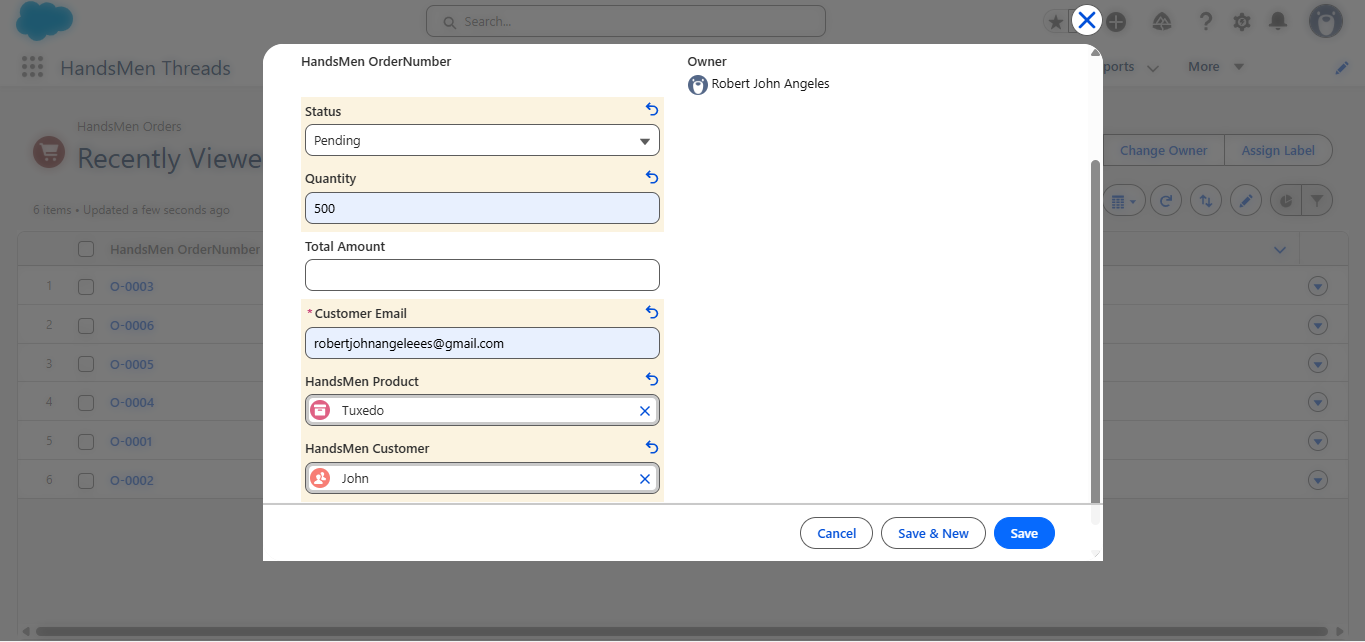 Search...
HandsMen Threads
ports
More
HandsMen Orders
Recently Viewe
Change Owner
Assign Label
6 items • Updated a few seconds ago
HandsMen OrderNumber
1 O-0003
2 O-0006
3 O-0005
4 O-0004
5 O-0001
6 O-0002
HandsMen OrderNumber
Owner
Robert John Angeles
Status
Pending
Quantity
500
Total Amount
*Customer Email
robertjohnangeleees@gmail.com
HandsMen Product
Tuxedo
HandsMen Customer
John
Cancel
Save & New
Save